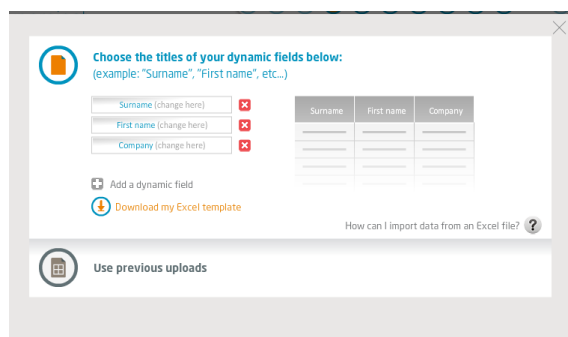 Choose the titles of your dynamic fields below:
(example: "Surname", "First name", etc...)
Surname (change here)
First name (change here)
Company (change here)
Surname First name Company
Add a dynamic field
Download my Excel template
How can I import data from an Excel file? ?
Use previous uploads